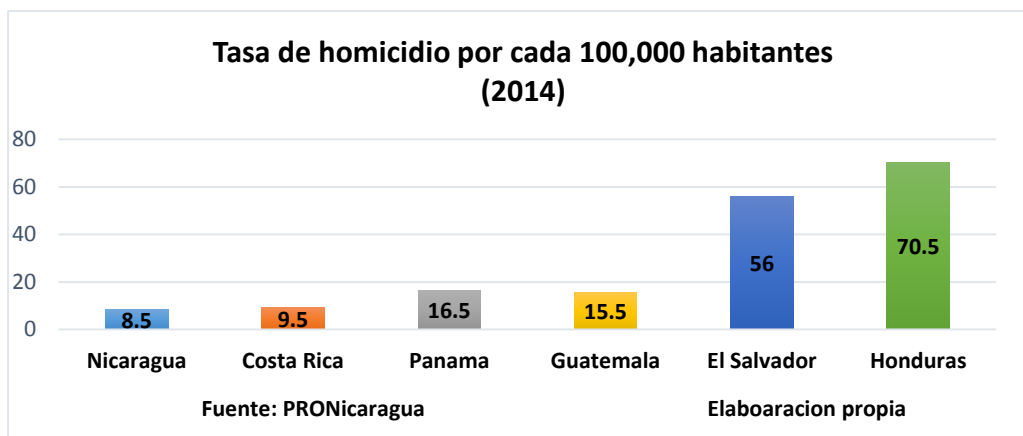 Tasa de homicidio por cada 100,000 habitantes
(2014)
80
60
40
20
0
8.5
9.5
16.5
15.5
56
70.5
Nicaragua
Costa Rica
Panama
Guatemala
El Salvador
Honduras
Fuente: PRONicaragua
Elaboaracion propia